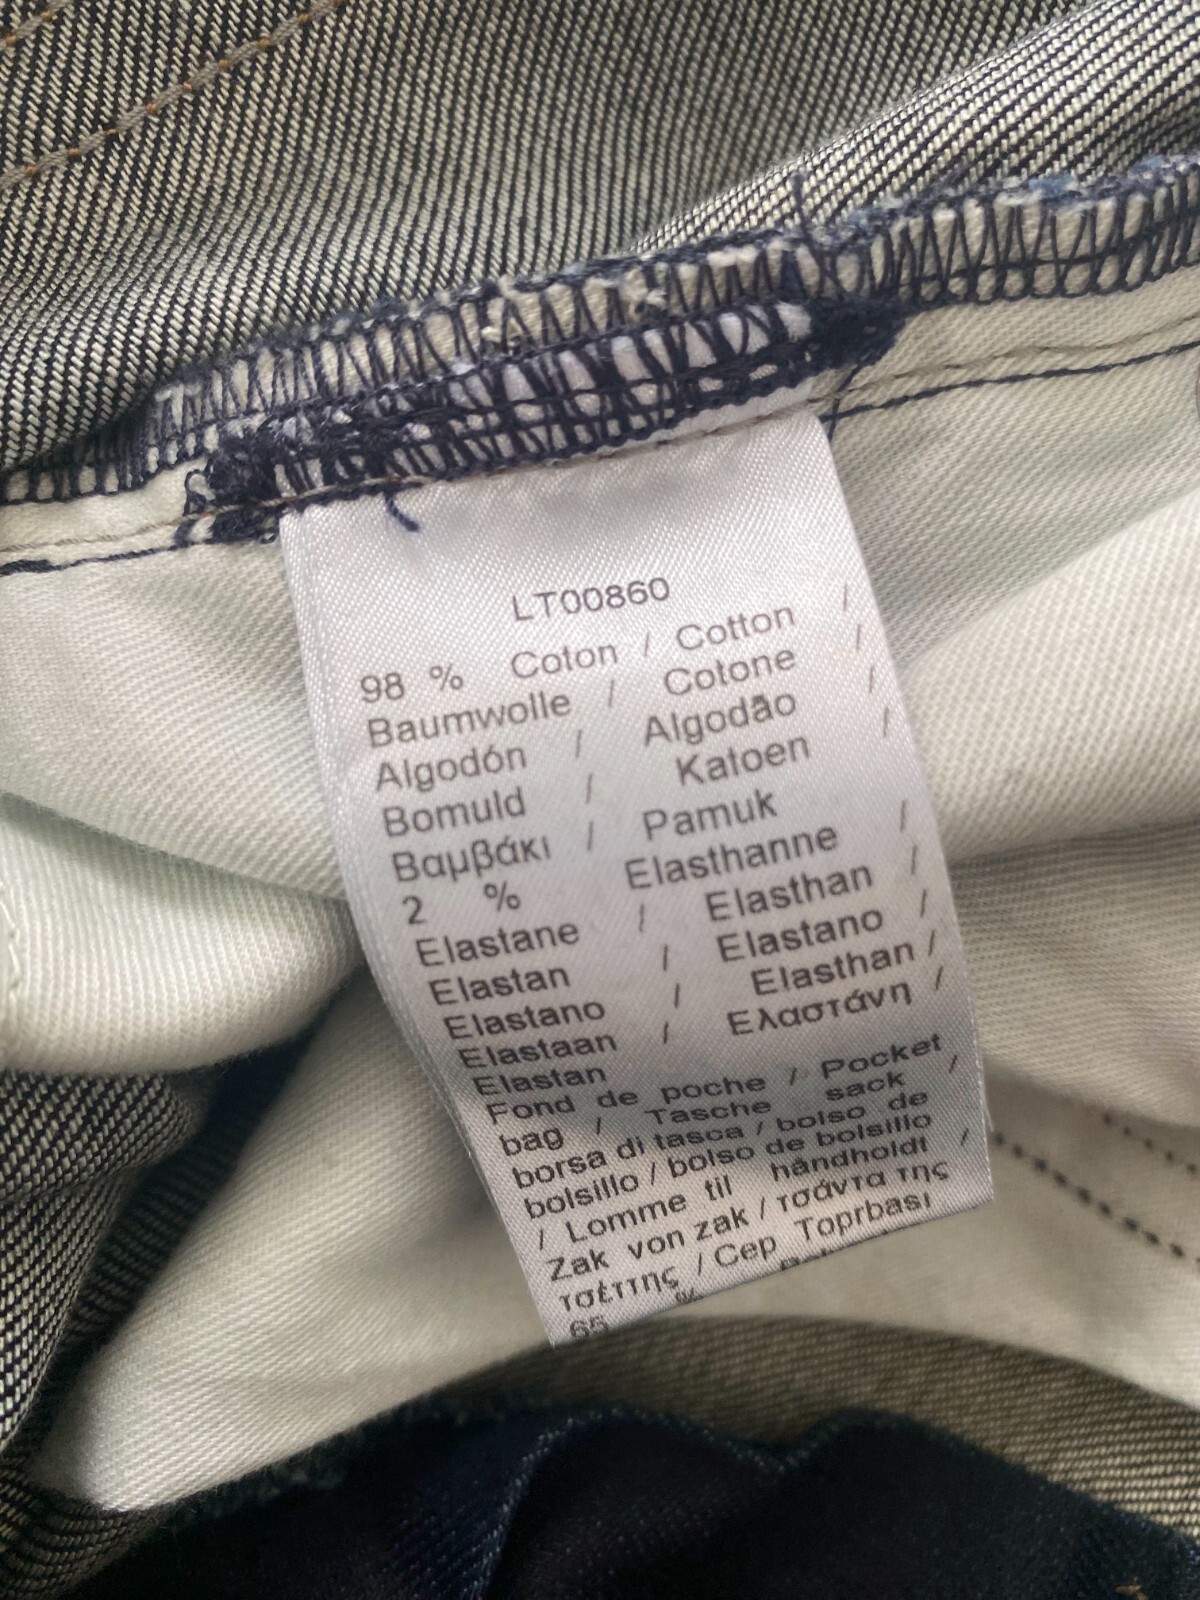 LT00860
98 % Coton / Cotton /
Baumwolle / Cotone /
Algodón / Algodão /
Bomuld / Katoen /
Βαμβάκι / Pamuk
2 % Elasthanne /
Elastane / Elasthan /
Elastan / Elastano /
Elastano / Elasthan /
Elastaan / Ελαστάνη /
Elastan
Fond de poche / Pocket
bag / Tasche sack /
borsa di tasca / bolso de
bolsillo / bolso de bolsillo
/ Lomme til håndholdt /
Zak von zak / τσάντα της
τσέπης / Cep Toprbası
65 %